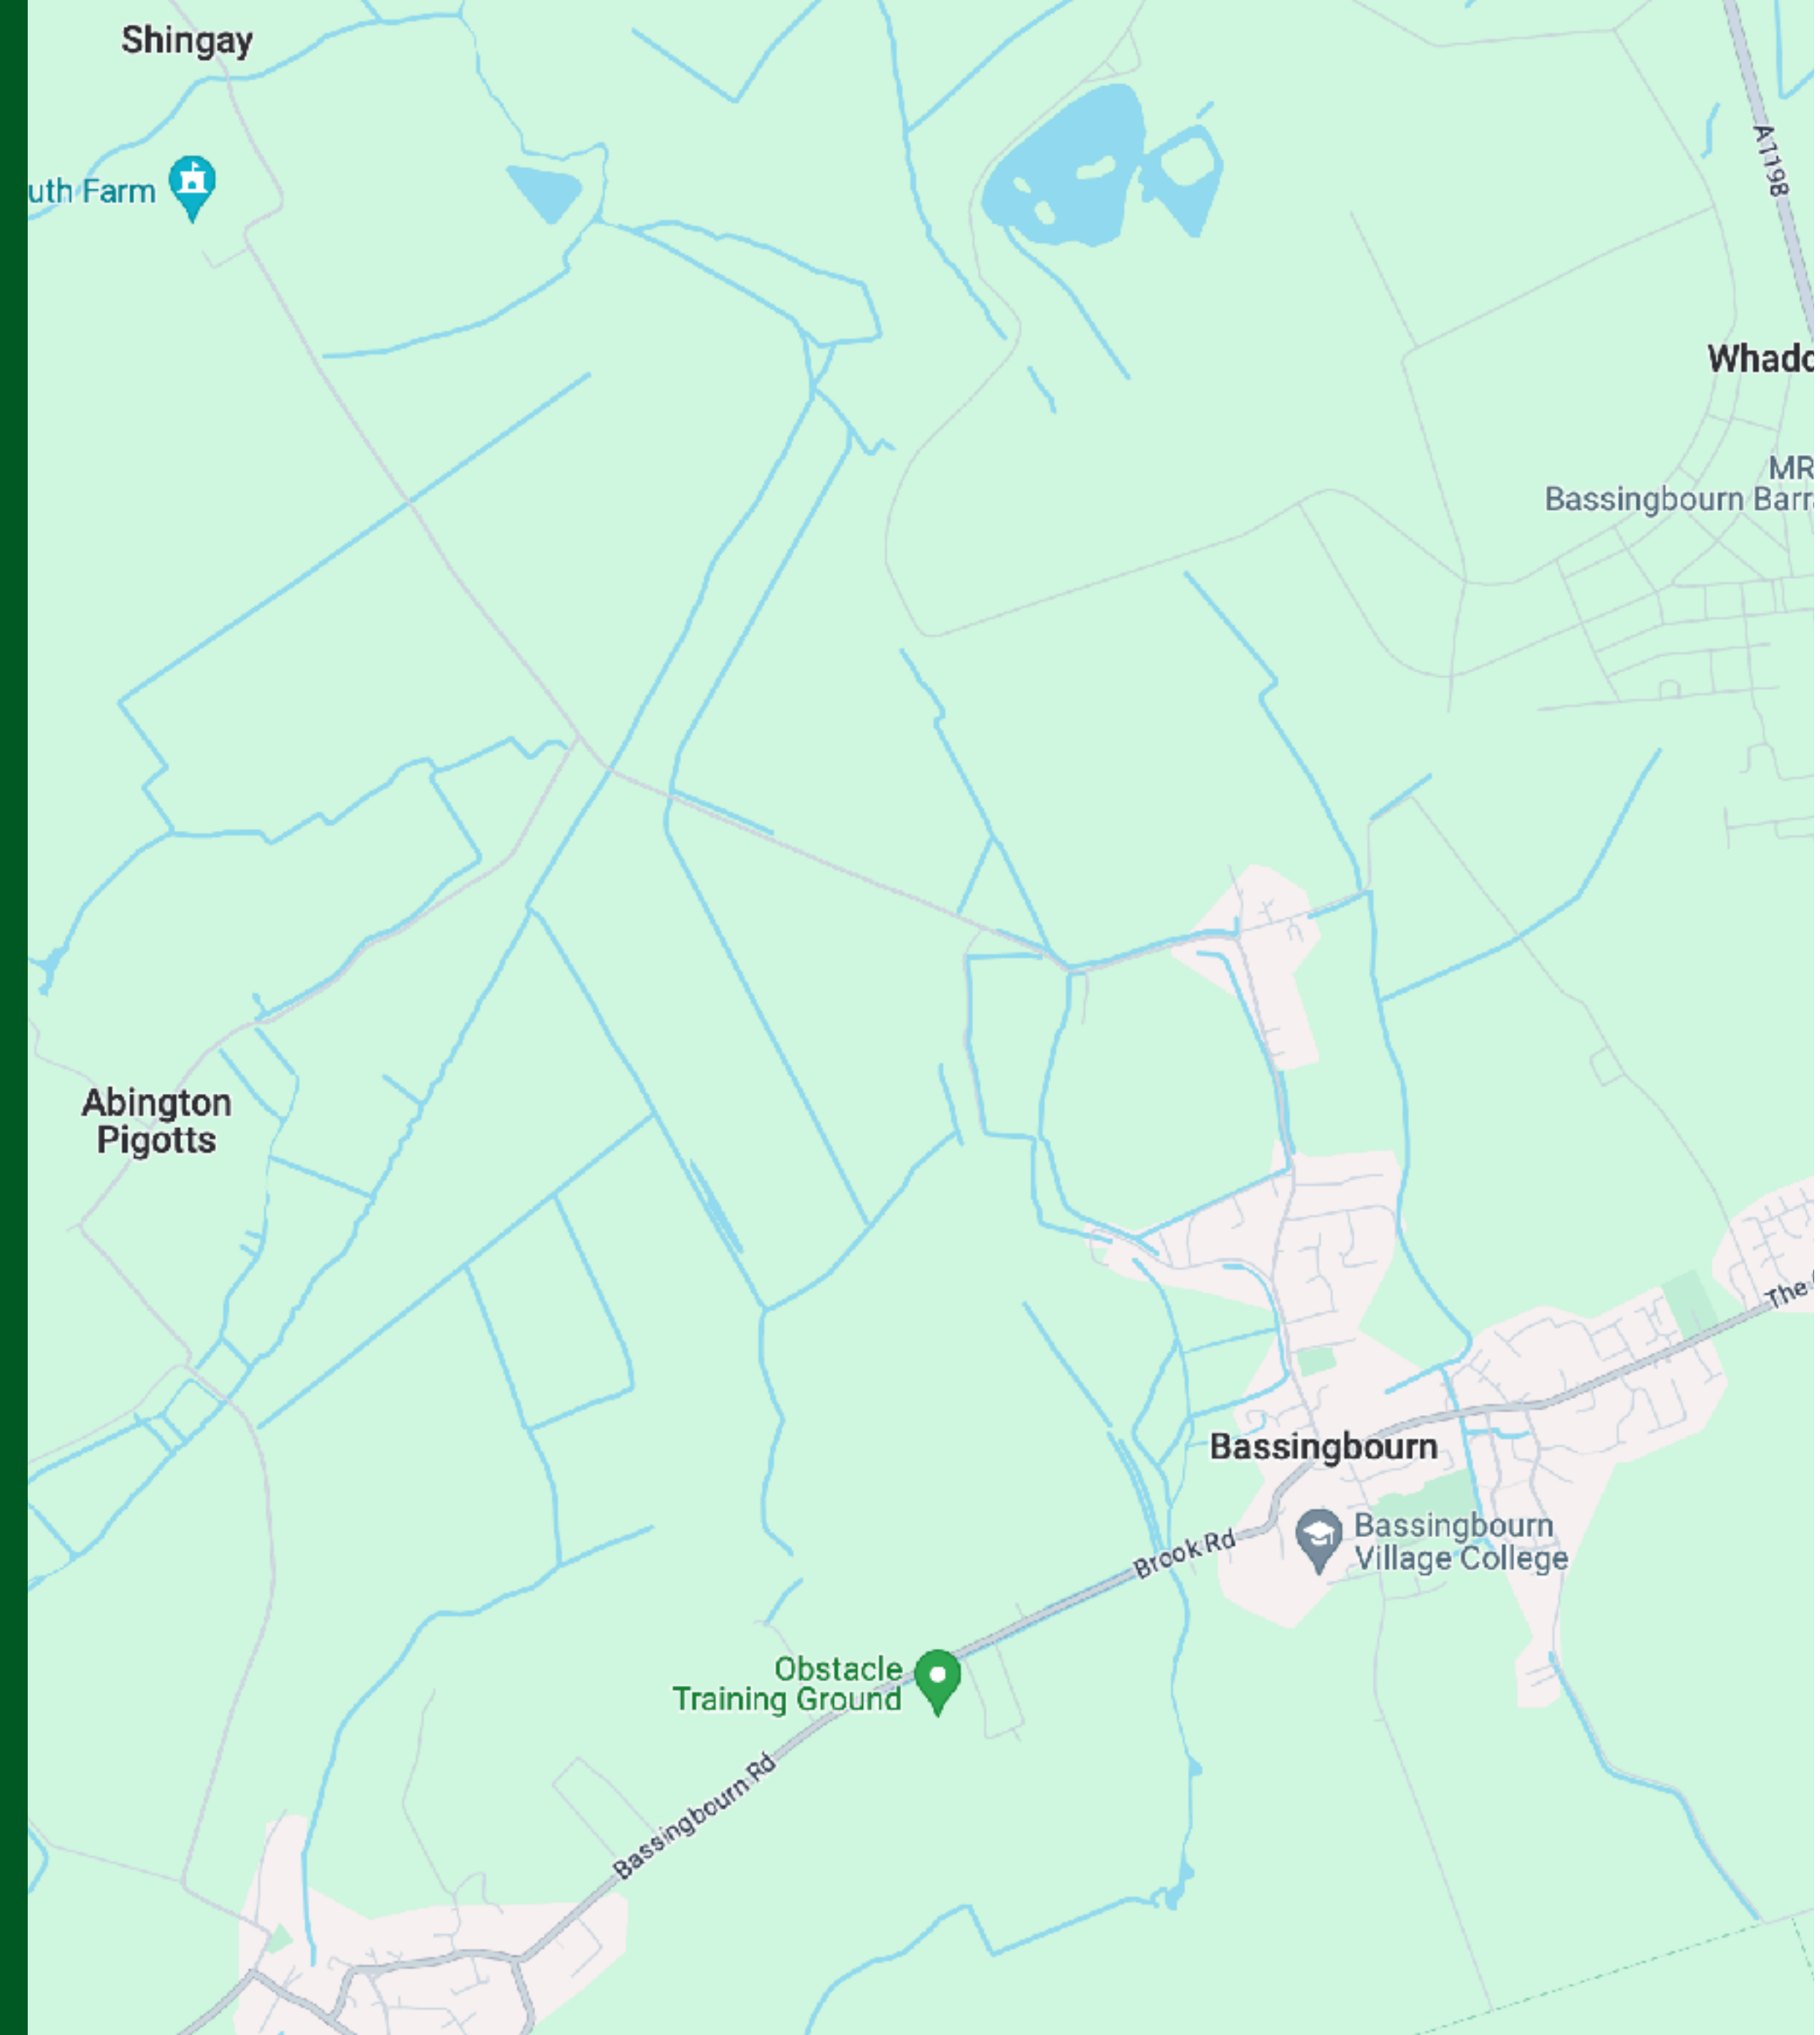 Shingay
uth Farm
A1198
Whadd
MR
Bassingbourn Barra
Abington
Pigotts
The
Bassingbourn
Bassingbourn
Village College
Brook Rd
Obstacle
Training Ground
Bassingbourn Rd